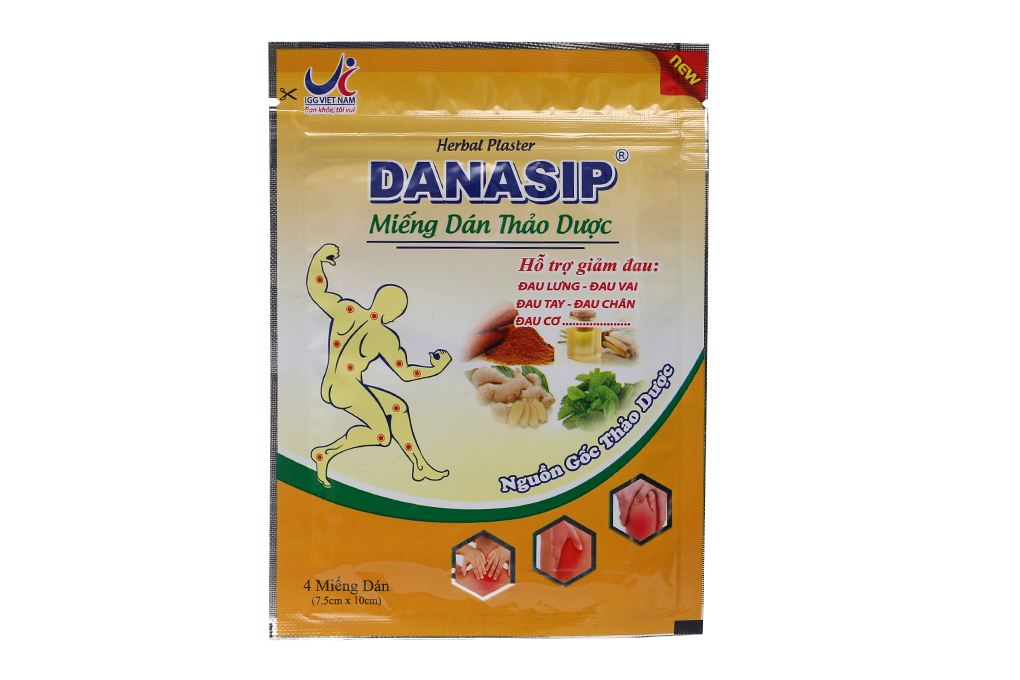 IGG VIET NAM
Bạn khỏe, tôi vui
NEW
Herbal Plaster
DANASIP®
Miếng Dán Thảo Dược
Hỗ trợ giảm đau:
ĐAU LƯNG - ĐAU VAI
ĐAU TAY - ĐAU CHÂN
ĐAU CƠ ....................
Nguồn Gốc Thảo Dược
4 Miếng Dán
(7.5cm x 10cm)